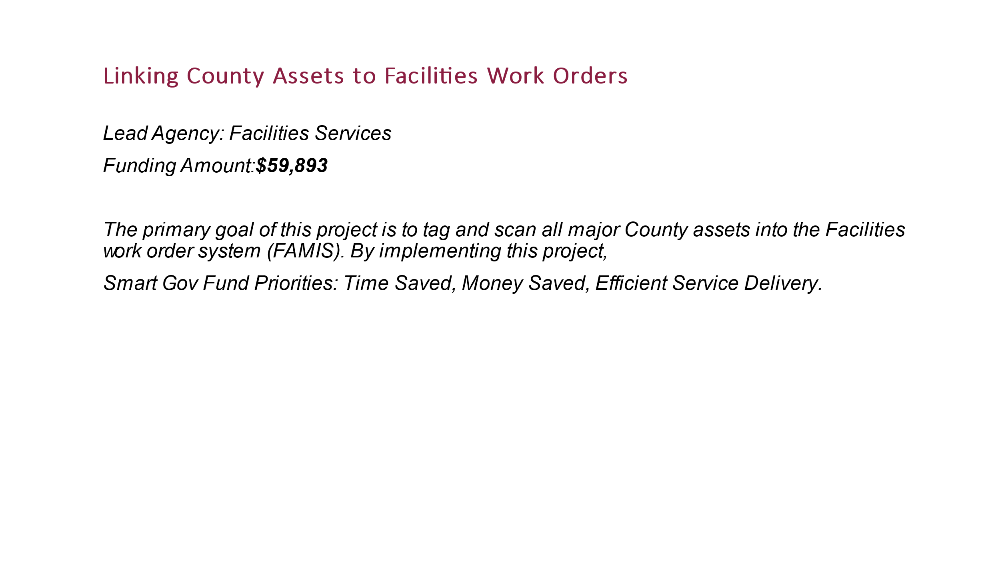 Linking County Assets to Facilities Work Orders
Lead Agency: Facilities Services
Funding Amount:$59,893
The primary goal of this project is to tag and scan all major County assets into the Facilities
work order system (FAMIS). By implementing this project,
Smart Gov Fund Priorities: Time Saved, Money Saved, Efficient Service Delivery.